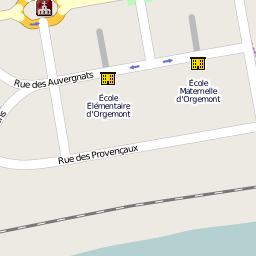 Rue des Auvergnats
École
Élémentaire
d'Orgemont
École
Maternelle
d'Orgemont
Rue des Provençaux